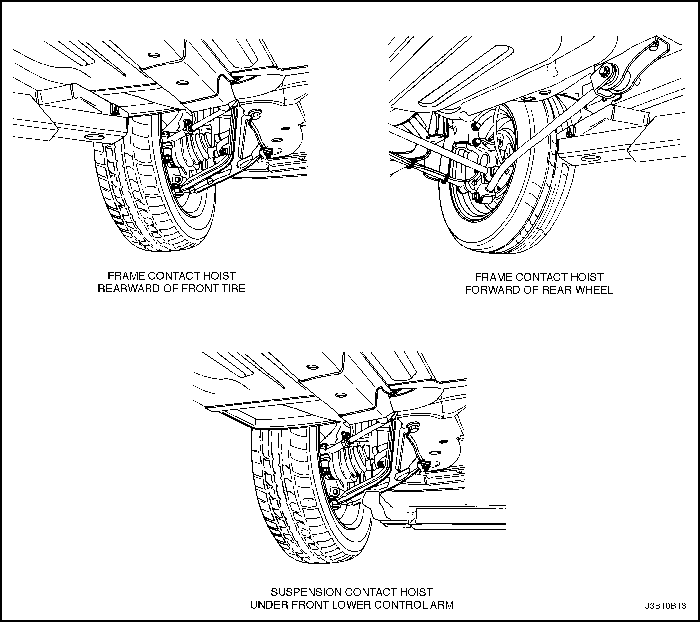 FRAME CONTACT HOIST
REARWARD OF FRONT TIRE
FRAME CONTACT HOIST
FORWARD OF REAR WHEEL
SUSPENSION CONTACT HOIST
UNDER FRONT LOWER CONTROL ARM